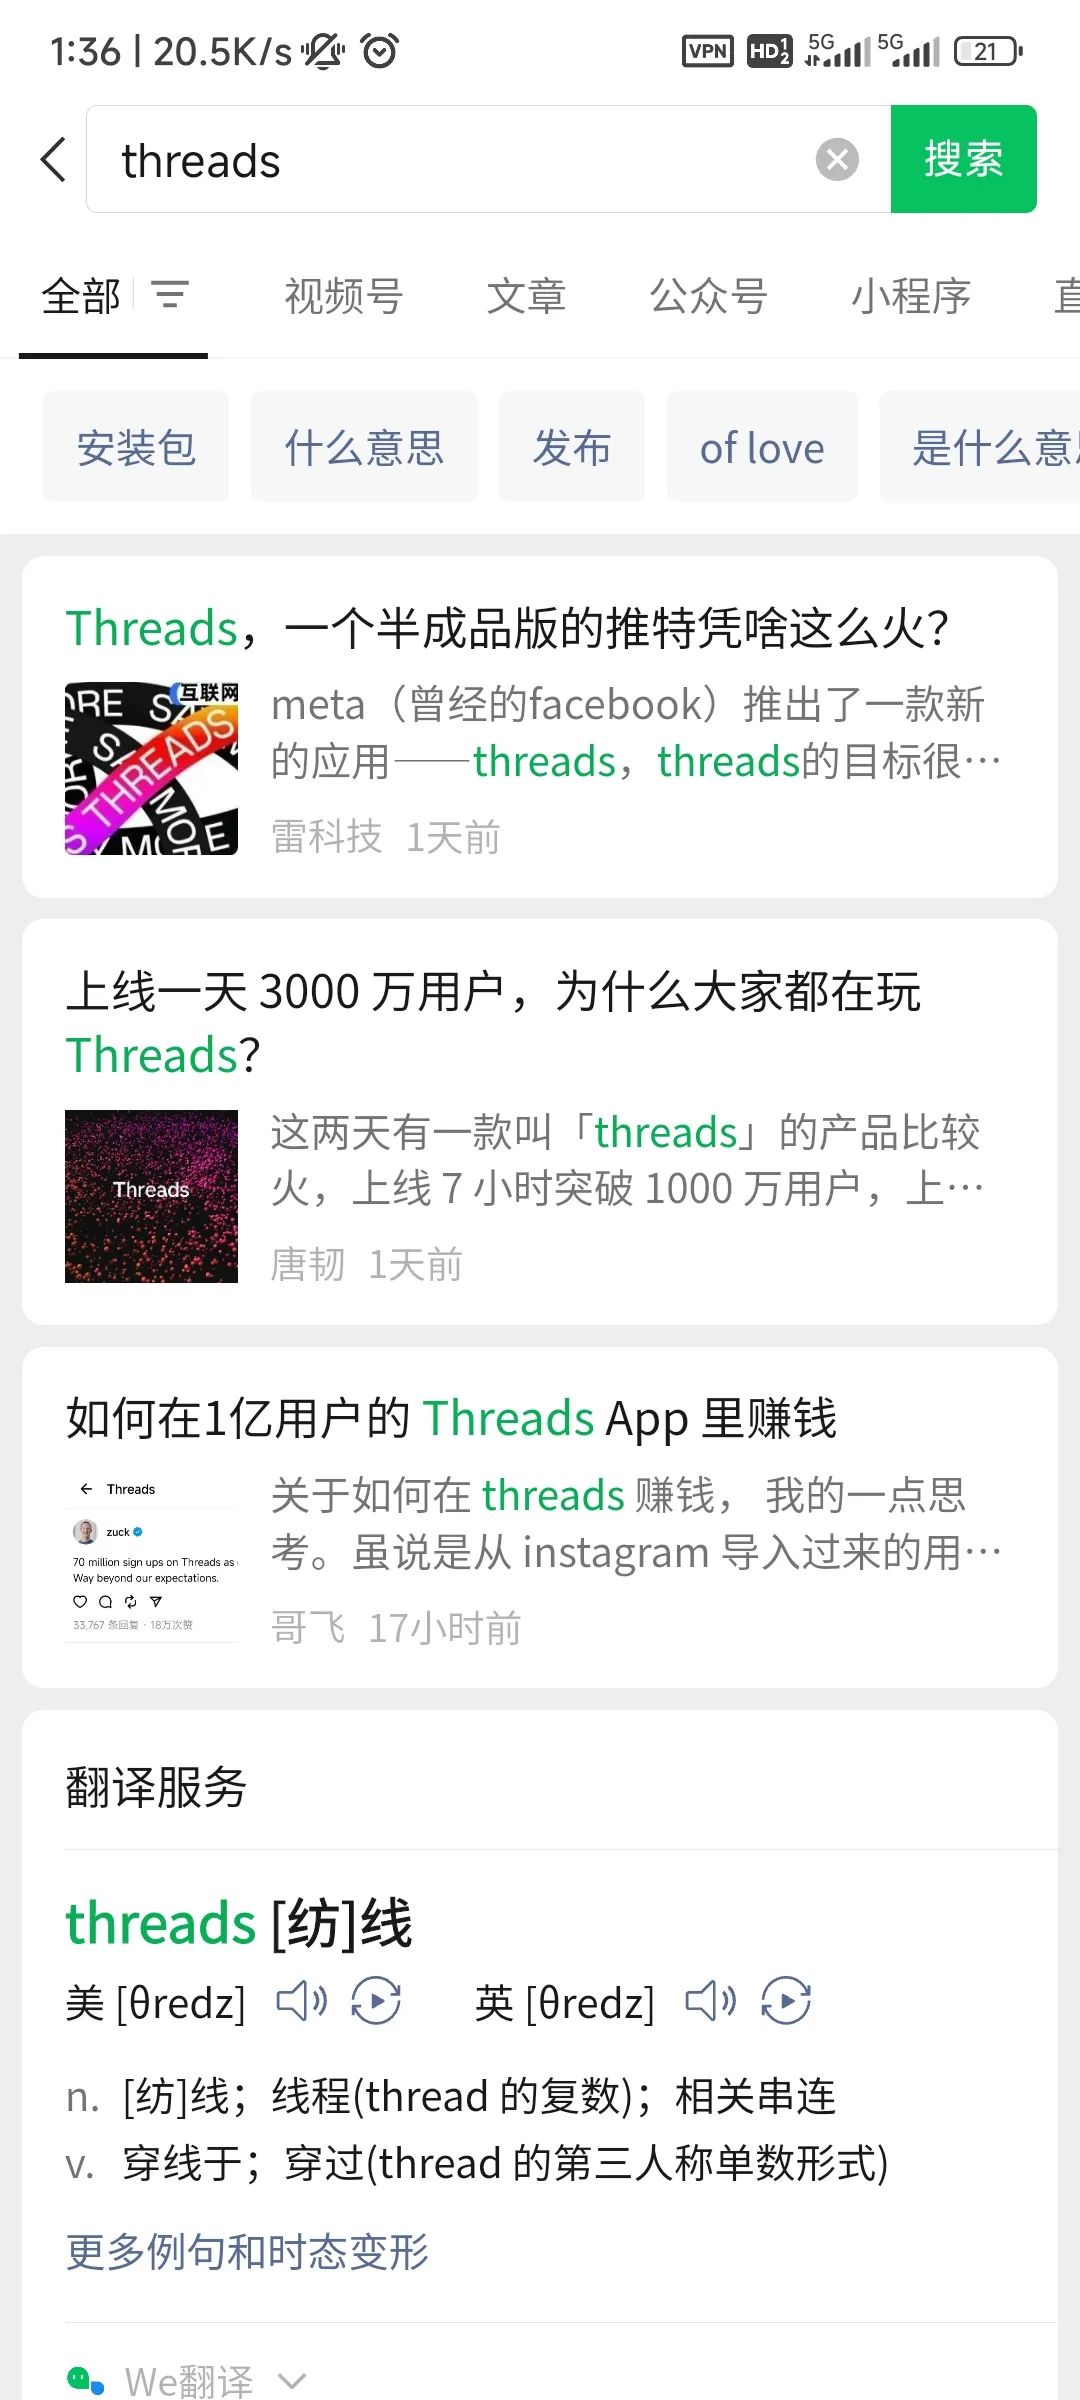 1:36 | 20.5K/s VPN HD 1 2 5G 5G 21
threads 搜索
全部 视频号 文章 公众号 小程序 直
安装包 什么意思 发布 of love 是什么意思
Threads，一个半成品版的推特凭啥这么火？
互联网
THREADS
MORE
meta（曾经的facebook）推出了一款新
的应用——threads，threads的目标很…
雷科技 1天前
上线一天 3000 万用户，为什么大家都在玩
Threads？
Threads
这两天有一款叫「threads」的产品比较
火，上线 7 小时突破 1000 万用户，上…
唐韧 1天前
如何在1亿用户的 Threads App 里赚钱
Threads
zuck
70 million sign ups on Threads as
Way beyond our expectations.
33,767 条回复 · 18万次赞
关于如何在 threads 赚钱， 我的一点思
考。虽说是从 instagram 导入过来的用…
哥飞 17小时前
翻译服务
threads [纺]线
美 [θredz] 英 [θredz]
n. [纺]线；线程(thread 的复数)；相关串连
v. 穿线于；穿过(thread 的第三人称单数形式)
更多例句和时态变形
We翻译